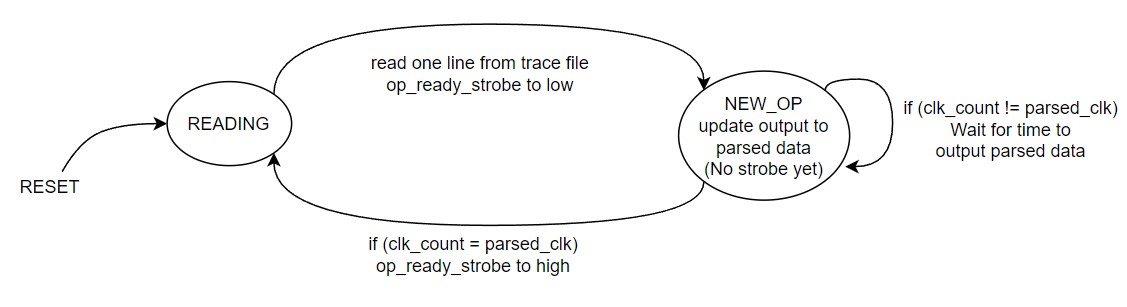 read one line from trace file
op_ready_strobe to low
READING
RESET
NEW_OP
update output to
parsed data
(No strobe yet)
if (clk_count != parsed_clk)
Wait for time to
output parsed data
if (clk_count = parsed_clk)
op_ready_strobe to high